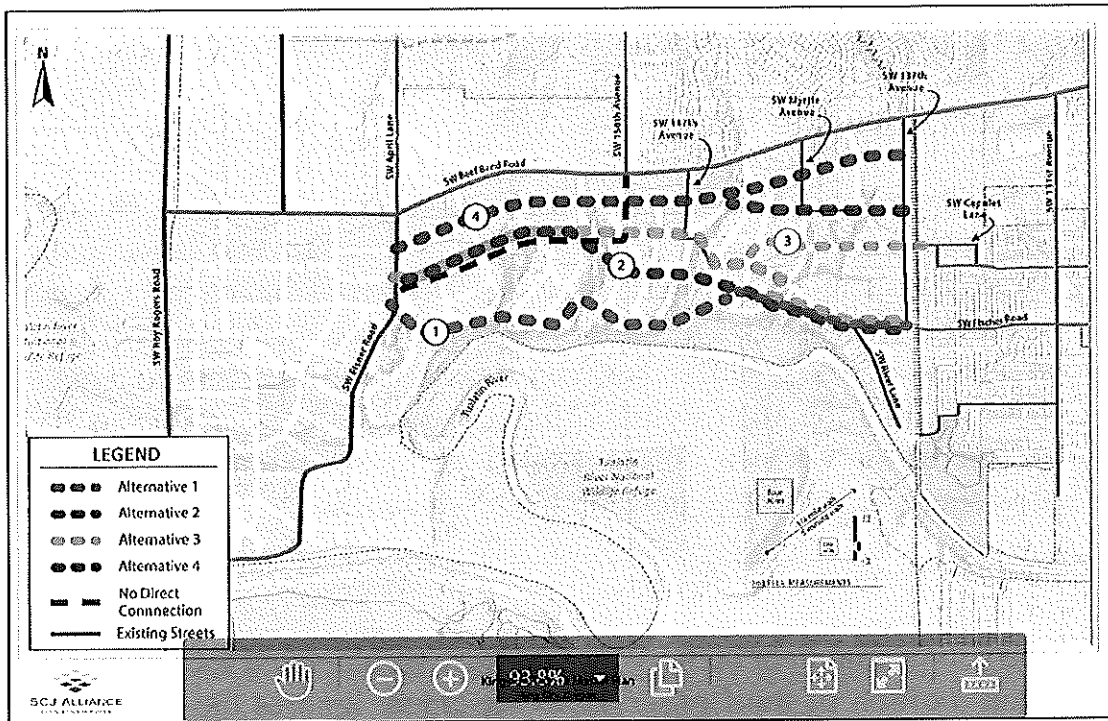 N
SW 137th
Avenue
SW Myrtle
Avenue
SW 147th
Avenue
SW 150th Avenue
SW April Lane
SW Beef Bend Road
SW 131st Avenue
SW Capulet
Lane
4
3
2
1
SW Roy Rogers Road
SW Elsner Road
SW Fischer Road
SW River Lane
Tualatin River
Tualatin
River National
Wildlife Refuge
LEGEND
Alternative 1
Alternative 2
Alternative 3
Alternative 4
No Direct
Connnection
Existing Streets
93.8%
SCJ ALLIANCE